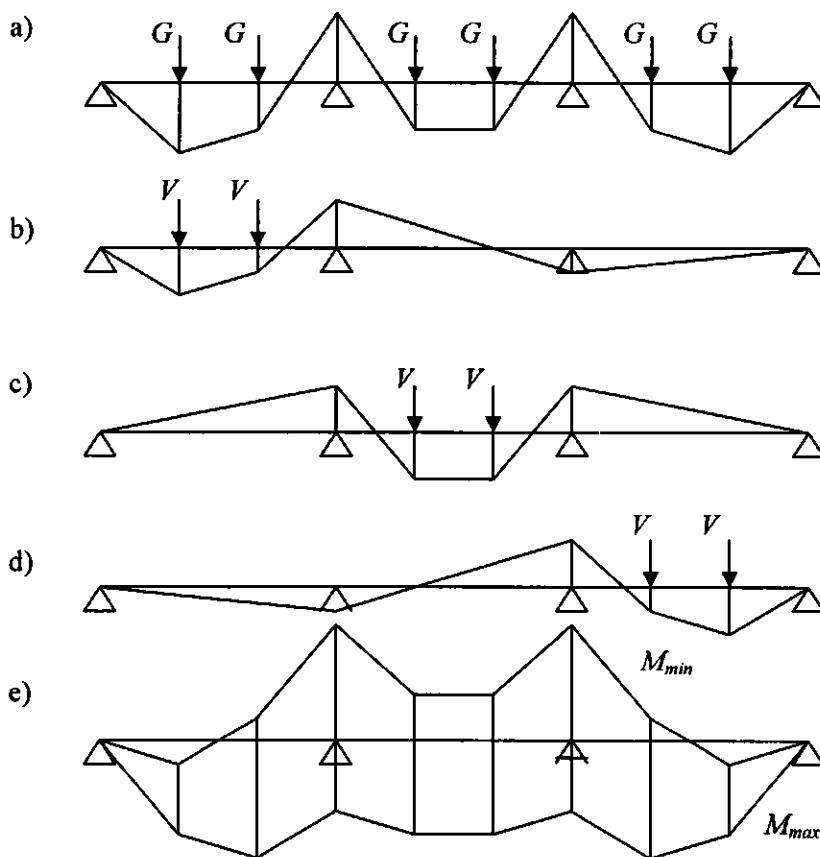 a) G G G G G G
b) V V
c) V V
d) V V
M_min
e)
M_max